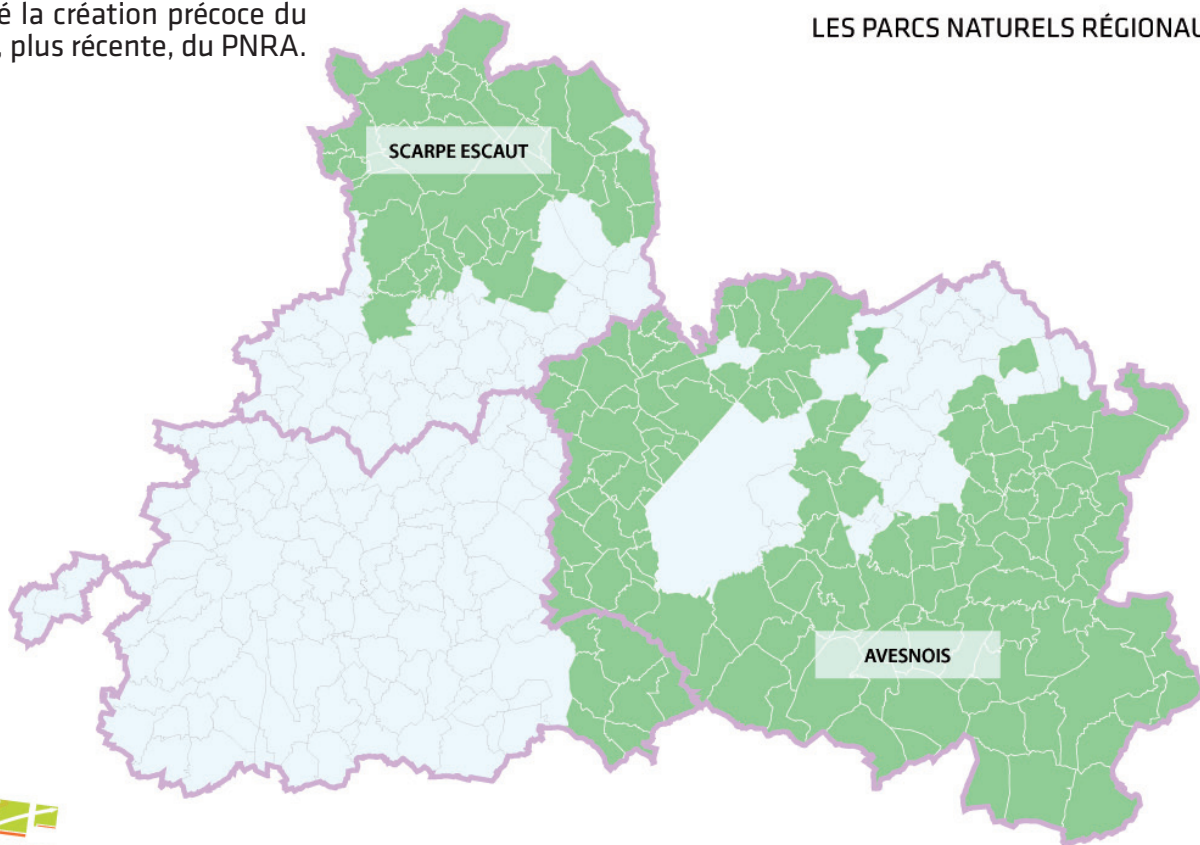 é la création précoce du
, plus récente, du PNRA.
LES PARCS NATURELS RÉGIONAU
SCARPE ESCAUT
AVESNOIS